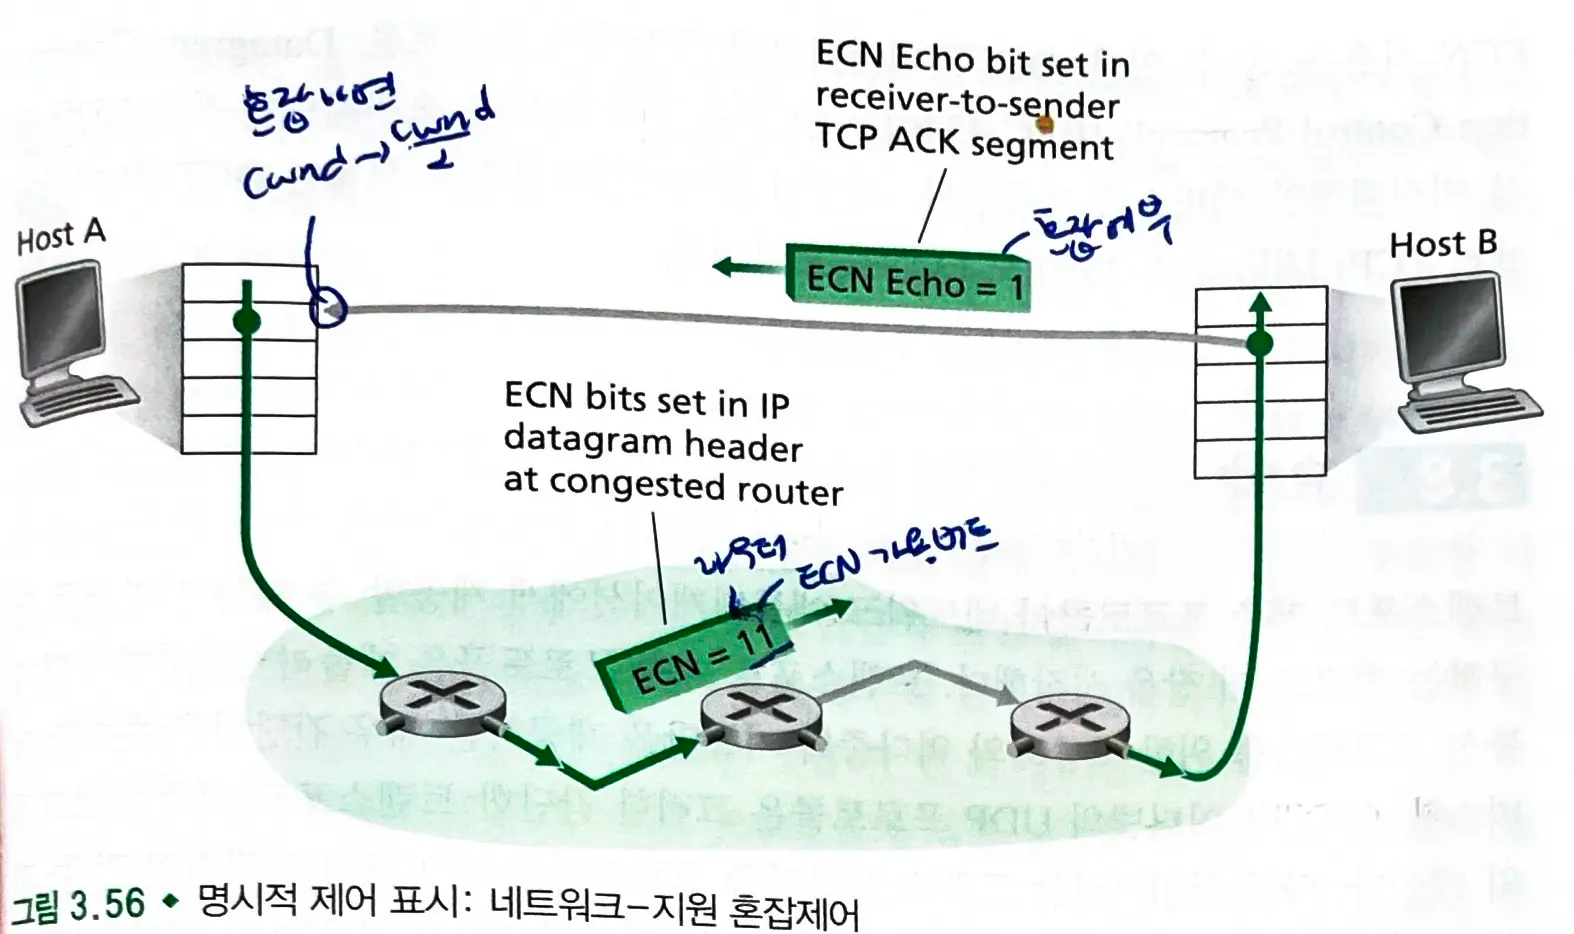 ECN Echo bit set in
receiver-to-sender
TCP ACK segment
혼잡이면
cwnd → cwnd/2
Host A
혼잡여부
Host B
ECN Echo = 1
ECN bits set in IP
datagram header
at congested router
라우터
ECN 가용비트
ECN = 11
그림 3.56 ◆ 명시적 제어 표시: 네트워크-지원 혼잡제어